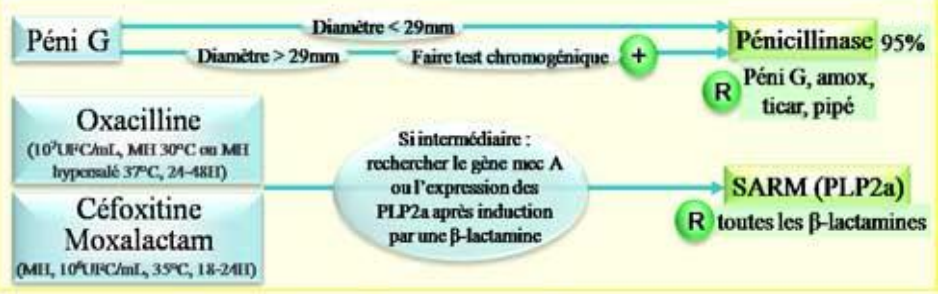 Diamètre < 29mm
Péni G
Diamètre > 29mm Faire test chromogénique +
Pénicillinase 95%
R Péni G, amox,
ticar, pipé
Oxacilline
(10⁷UFC/mL, MH 30°C ou MH
hypersalé 37°C, 24-48H)
Céfoxitine
Moxalactam
(MH, 10⁶UFC/mL, 35°C, 18-24H)
Si intermédiaire :
rechercher le gène mec A
ou l'expression des
PLP2a après induction
par une β-lactamine
SARM (PLP2a)
R toutes les β-lactamines